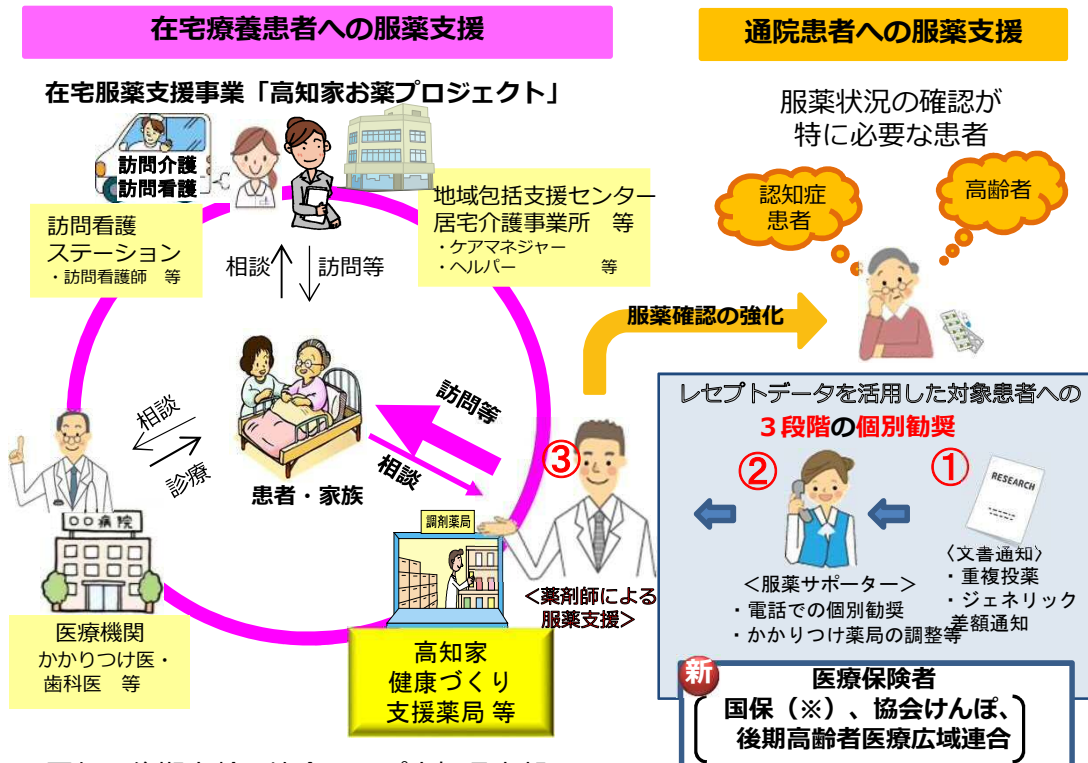 在宅療養患者への服薬支援
在宅服薬支援事業「高知家お薬プロジェクト」
訪問介護
訪問看護
訪問看護
ステーション
・訪問看護師　等
地域包括支援センター
居宅介護事業所　等
・ケアマネジャー
・ヘルパー　　　　等
相談
訪問等
相談
診療
患者・家族
訪問等
相談
〇〇病院
医療機関
かかりつけ医・
歯科医　等
調剤薬局
高知家
健康づくり
支援薬局 等
③
＜薬剤師による
服薬支援＞
服薬確認の強化
通院患者への服薬支援
服薬状況の確認が
特に必要な患者
認知症
患者
高齢者
レセプトデータを活用した対象患者への
３段階の個別勧奨
②
①
RESEARCH
〈文書通知〉
・重複投薬
・ジェネリック
差額通知
＜服薬サポーター＞
・電話での個別勧奨
・かかりつけ薬局の調整等
新
医療保険者
国保（※）、協会けんぽ、
後期高齢者医療広域連合